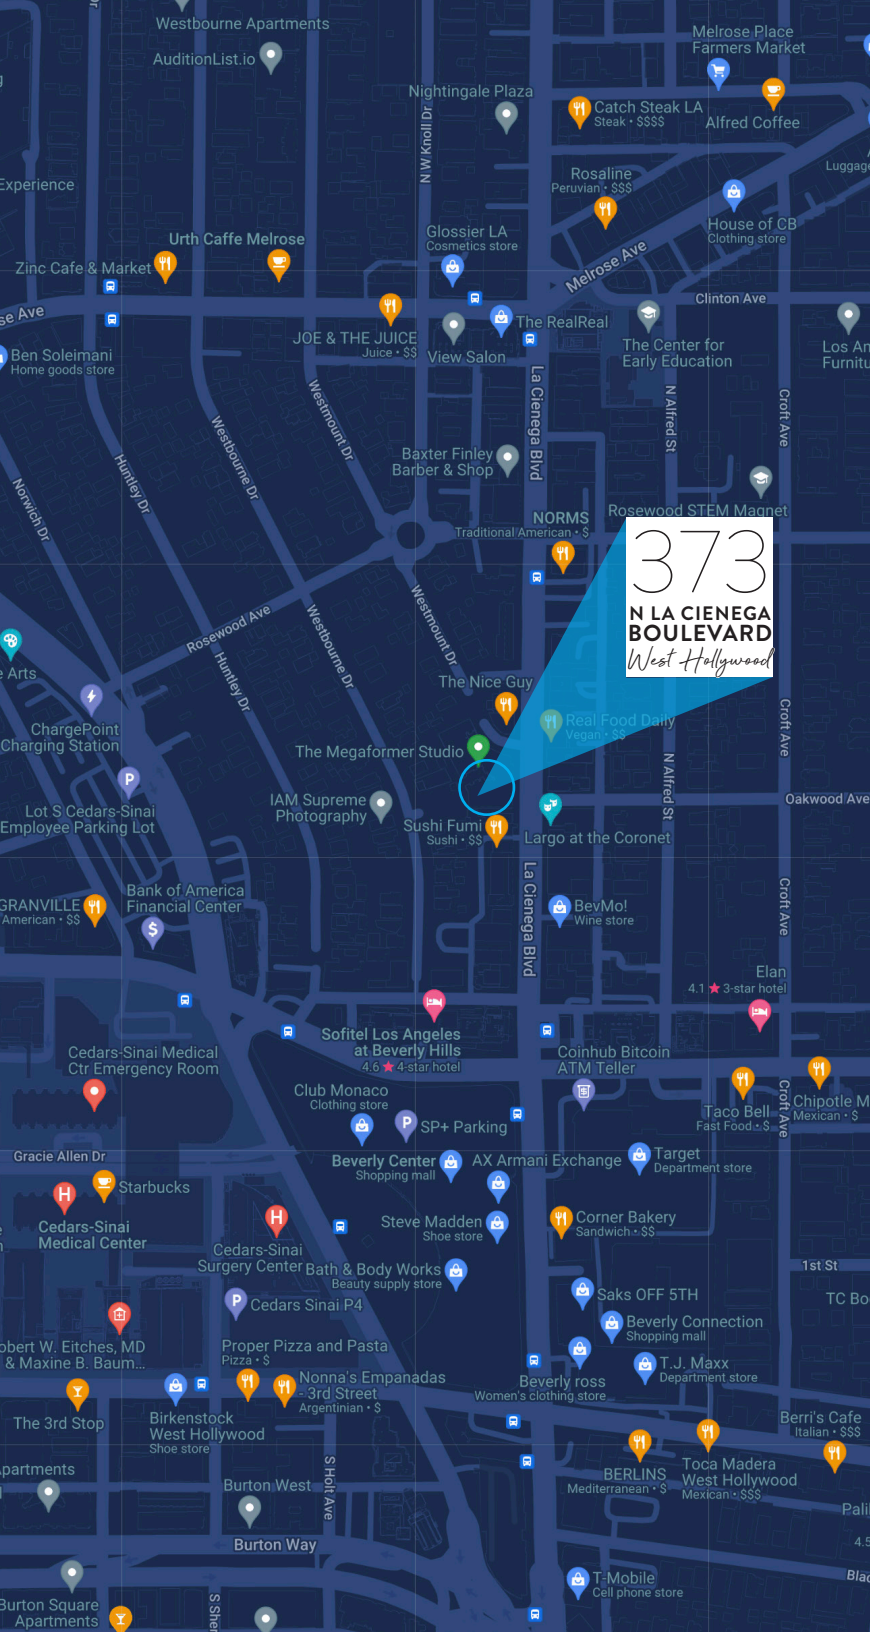 Westbourne Apartments
AuditionList.io
Melrose Place
Farmers Market
Nightingale Plaza
Catch Steak LA
Steak • $$$$
Alfred Coffee
N W Knoll Dr
Luggage
Experience
Rosaline
Peruvian • $$$
House of CB
Clothing store
Urth Caffe Melrose
Glossier LA
Cosmetics store
Zinc Cafe & Market
Melrose Ave
Clinton Ave
se Ave
JOE & THE JUICE
Juice • $$
View Salon
The RealReal
The Center for
Early Education
Los An
Furnitu
Ben Soleimani
Home goods store
La Cienega Blvd
N Alfred St
Croft Ave
Westmount Dr
Westbourne Dr
Huntley Dr
Norwich Dr
Baxter Finley
Barber & Shop
Rosewood STEM Magnet
NORMS
Traditional American • $
373
N LA CIENEGA
BOULEVARD
West Hollywood
Rosewood Ave
Westmount Dr
Westbourne Dr
Huntley Dr
e Arts
The Nice Guy
Real Food Daily
Vegan • $$
Croft Ave
ChargePoint
Charging Station
The Megaformer Studio
N Alfred St
Lot S Cedars-Sinai
Employee Parking Lot
IAM Supreme
Photography
Sushi Fumi
Sushi • $$
Largo at the Coronet
Oakwood Ave
Bank of America
Financial Center
GRANVILLE
American • $$
La Cienega Blvd
BevMo!
Wine store
Croft Ave
Elan
4.1 ★ 3-star hotel
Sofitel Los Angeles
at Beverly Hills
4.6 ★ 4-star hotel
Cedars-Sinai Medical
Ctr Emergency Room
Coinhub Bitcoin
ATM Teller
Club Monaco
Clothing store
SP+ Parking
Taco Bell
Fast Food • $
Chipotle M
Mexican • $
Croft Ave
Gracie Allen Dr
Beverly Center
Shopping mall
AX Armani Exchange
Target
Department store
Starbucks
Cedars-Sinai
Medical Center
Steve Madden
Shoe store
Corner Bakery
Sandwich • $$
Cedars-Sinai
Surgery Center
Bath & Body Works
Beauty supply store
1st St
Cedars Sinai P4
Saks OFF 5TH
TC Bo
Beverly Connection
Shopping mall
obert W. Eitches, MD
& Maxine B. Baum...
Proper Pizza and Pasta
Pizza • $
Nonna's Empanadas
- 3rd Street
Argentinian • $
T.J. Maxx
Department store
Beverly ross
Women's clothing store
The 3rd Stop
Birkenstock
West Hollywood
Shoe store
Berri's Cafe
Italian • $$$
BERLINS
Mediterranean • $
Toca Madera
West Hollywood
Mexican • $$$
Apartments
Burton West
S Holt Ave
Pali
4.5
Burton Way
Blac
T-Mobile
Cell phone store
Burton Square
Apartments
S Sher